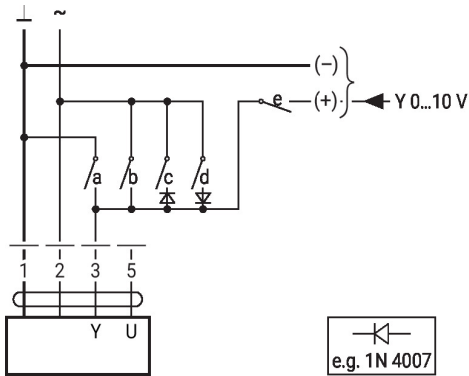 ⊥ ~
(−)
e (+) Y 0...10 V
a b c d
1 2 3 5
Y U
e.g. 1N 4007